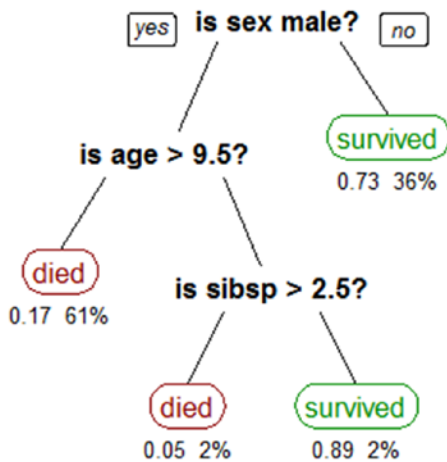 yes is sex male? no
is age > 9.5?
survived
0.73 36%
died
0.17 61%
is sibsp > 2.5?
died
survived
0.05 2%
0.89 2%